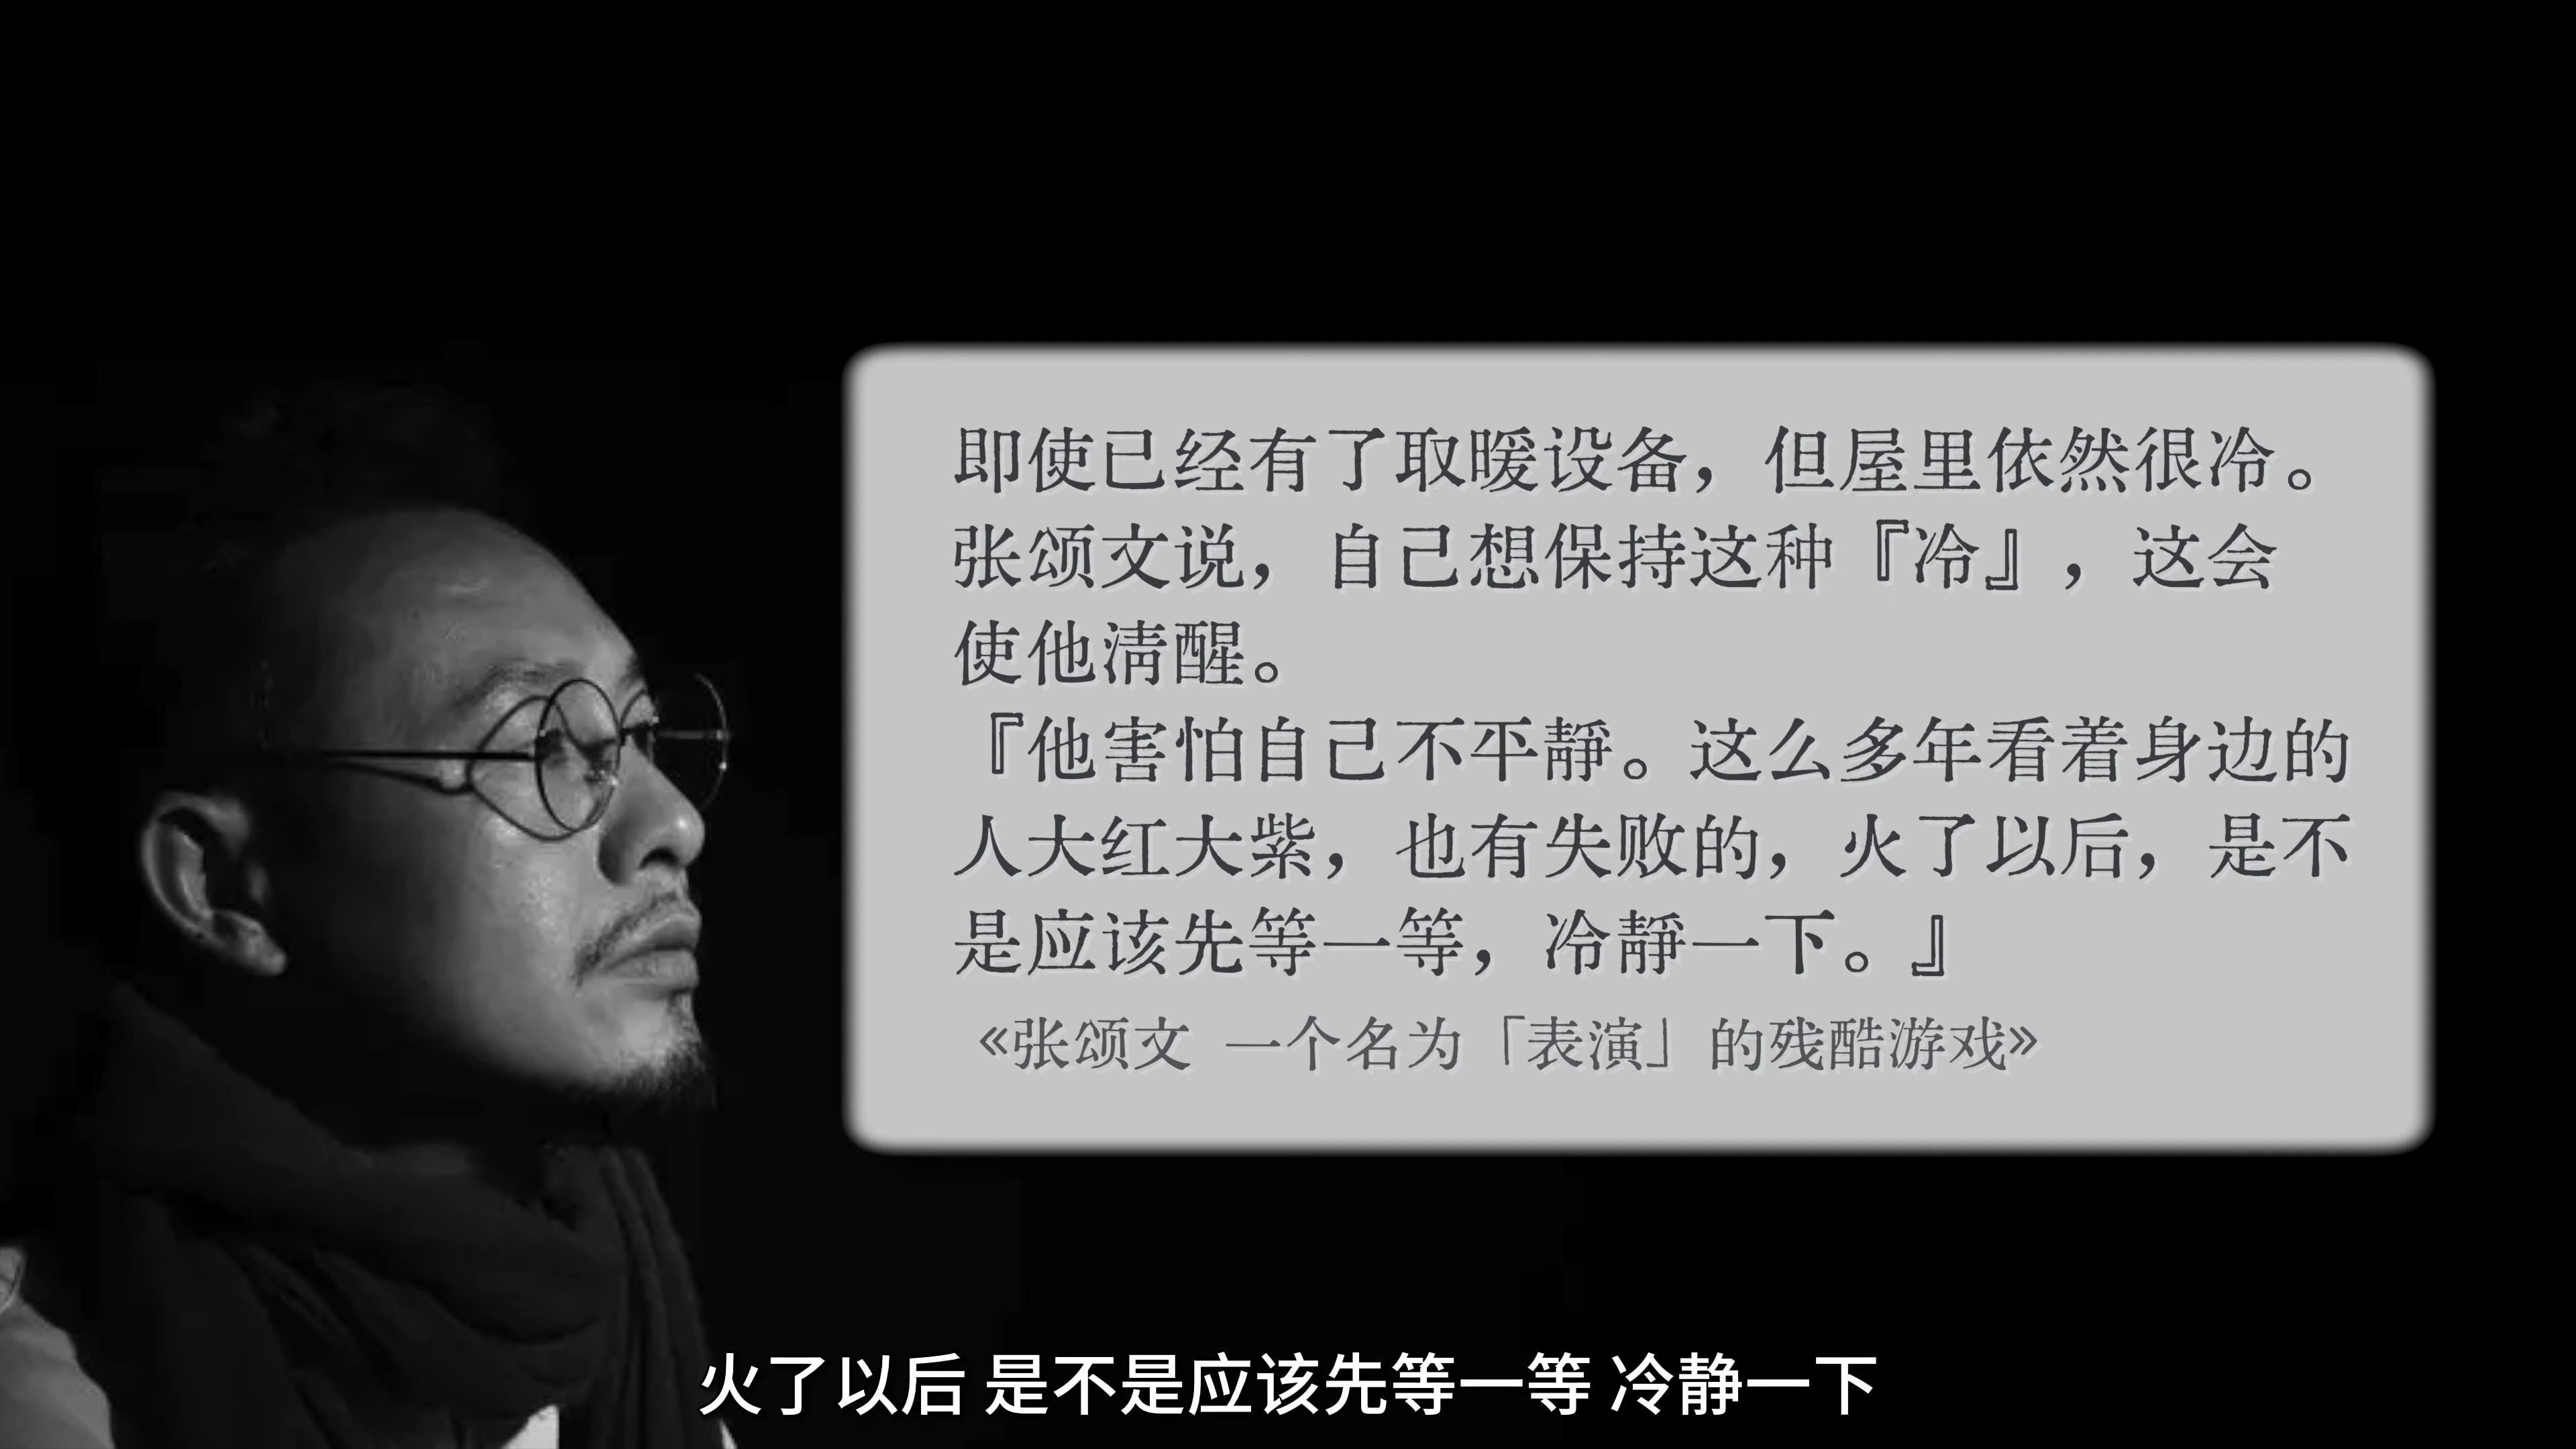 即使已经有了取暖设备，但屋里依然很冷。
张颂文说，自己想保持这种『冷』，这会
使他清醒。
『他害怕自己不平静。这么多年看着身边的
人大红大紫，也有失败的，火了以后，是不
是应该先等一等，冷静一下。』
《张颂文 一个名为「表演」的残酷游戏》
火了以后 是不是应该先等一等 冷静一下